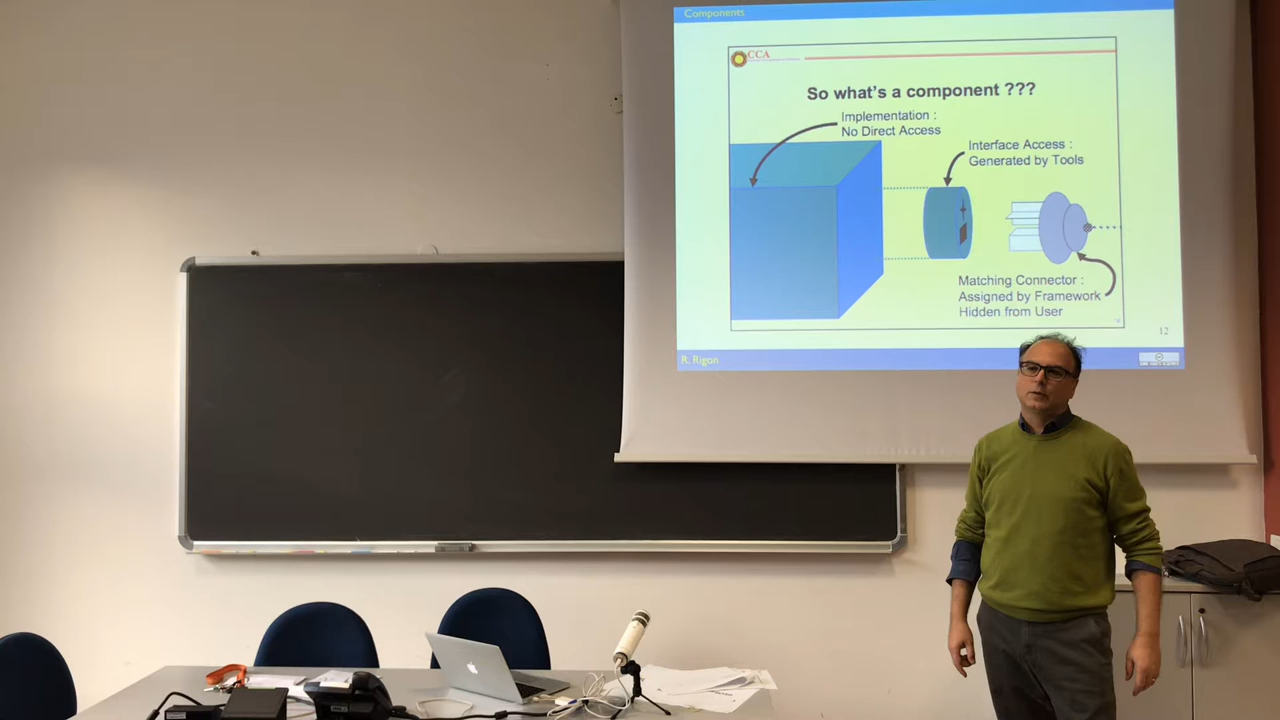 Components
CCA
So what's a component ???
Implementation :
No Direct Access
Interface Access :
Generated by Tools
Matching Connector :
Assigned by Framework
Hidden from User
12
R. Rigon